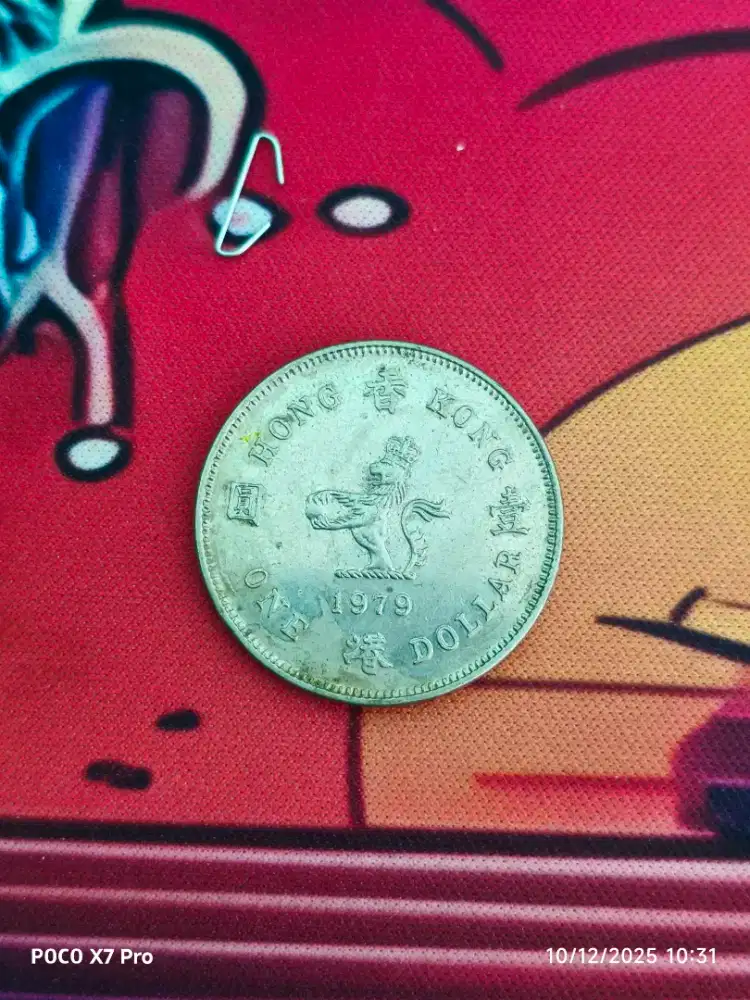 HONG 香 KONG
圓
壹
1979
ONE 港 DOLLAR
POCO X7 Pro
10/12/2025 10:31